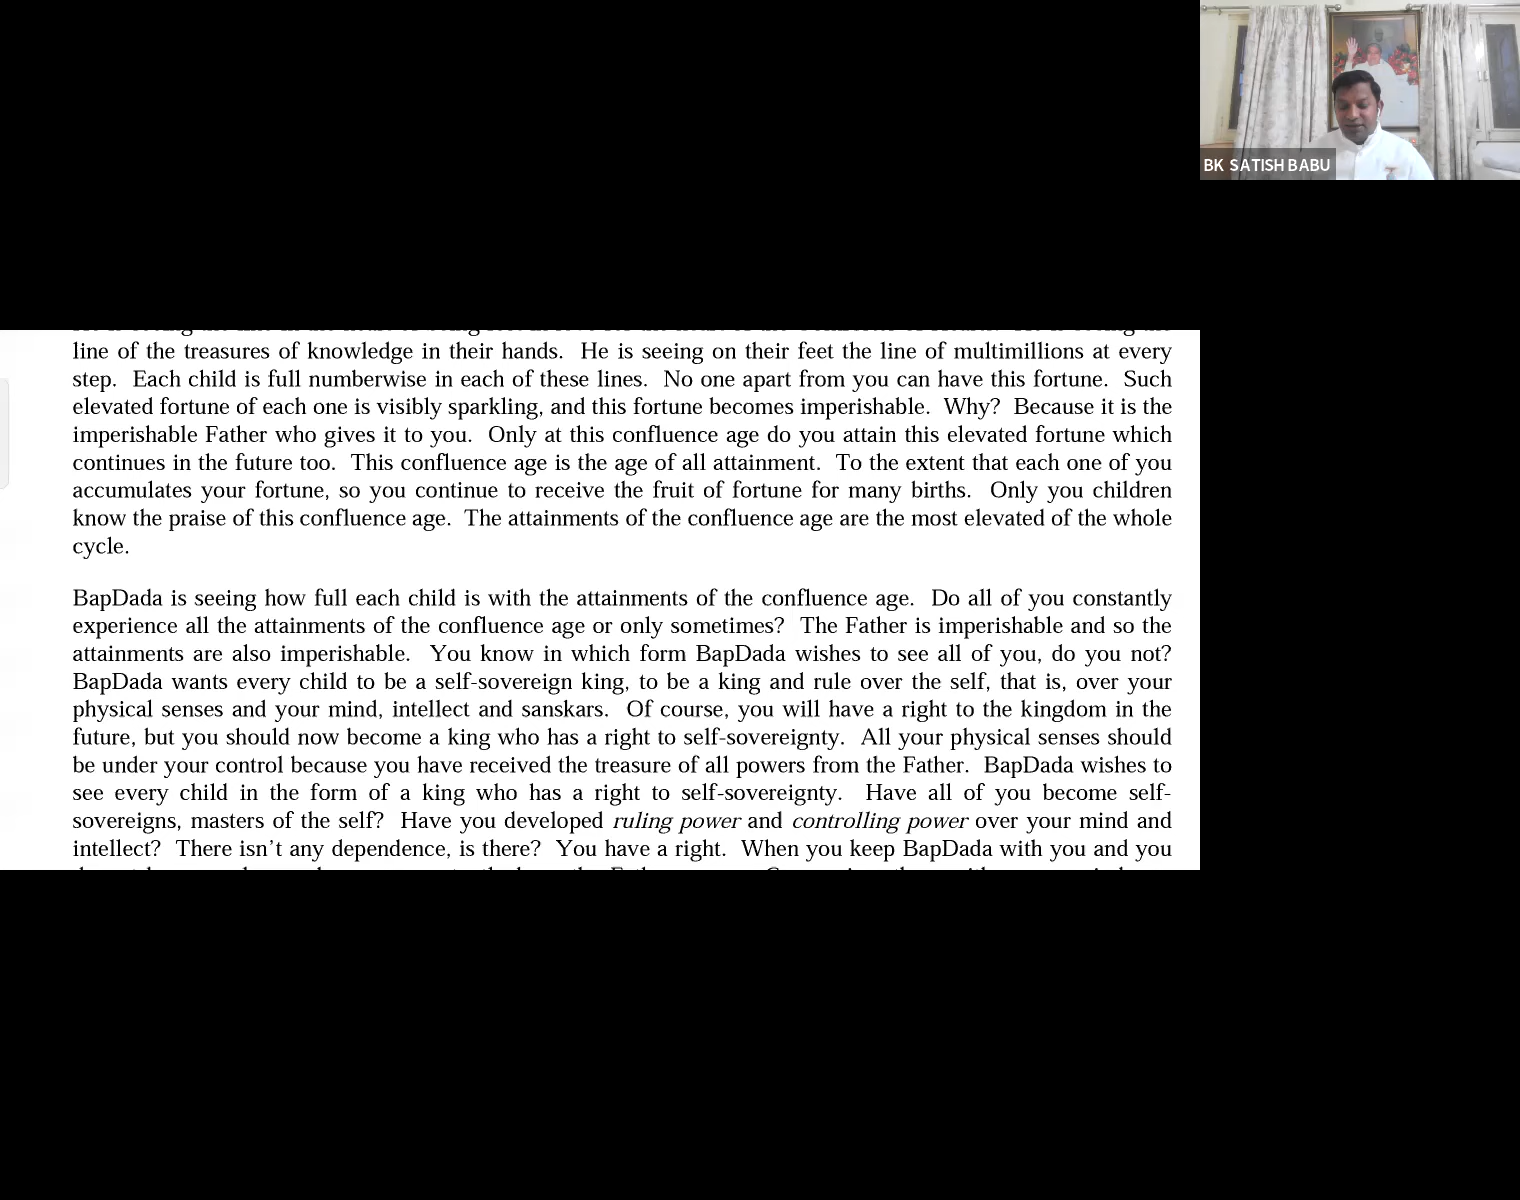 BK SATISH BABU
line of the treasures of knowledge in their hands. He is seeing on their feet the line of multimillions at every
step. Each child is full numberwise in each of these lines. No one apart from you can have this fortune. Such
elevated fortune of each one is visibly sparkling, and this fortune becomes imperishable. Why? Because it is the
imperishable Father who gives it to you. Only at this confluence age do you attain this elevated fortune which
continues in the future too. This confluence age is the age of all attainment. To the extent that each one of you
accumulates your fortune, so you continue to receive the fruit of fortune for many births. Only you children
know the praise of this confluence age. The attainments of the confluence age are the most elevated of the whole
cycle.
BapDada is seeing how full each child is with the attainments of the confluence age. Do all of you constantly
experience all the attainments of the confluence age or only sometimes? The Father is imperishable and so the
attainments are also imperishable. You know in which form BapDada wishes to see all of you, do you not?
BapDada wants every child to be a self-sovereign king, to be a king and rule over the self, that is, over your
physical senses and your mind, intellect and sanskars. Of course, you will have a right to the kingdom in the
future, but you should now become a king who has a right to self-sovereignty. All your physical senses should
be under your control because you have received the treasure of all powers from the Father. BapDada wishes to
see every child in the form of a king who has a right to self-sovereignty. Have all of you become self-
sovereigns, masters of the self? Have you developed ruling power and controlling power over your mind and
intellect? There isn’t any dependence, is there? You have a right. When you keep BapDada with you and you